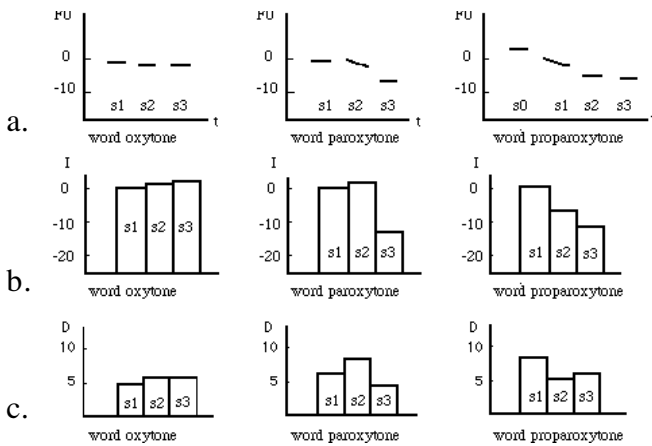 F0 F0 F0
0 0 0
-10 -10 -10
s1 s2 s3 s1 s2 s3 s0 s1 s2 s3
a. t t t
word oxytone word paroxytone word proparoxytone
I I I
0 0 0
-10 -10 -10
s1 s2 s3 s1 s2 s3 s1 s2 s3
-20 -20 -20
b.
word oxytone word paroxytone word proparoxytone
D D D
10 10 10
5 5 5
s1 s2 s3 s1 s2 s3 s1 s2 s3
c.
word oxytone word paroxytone word proparoxytone